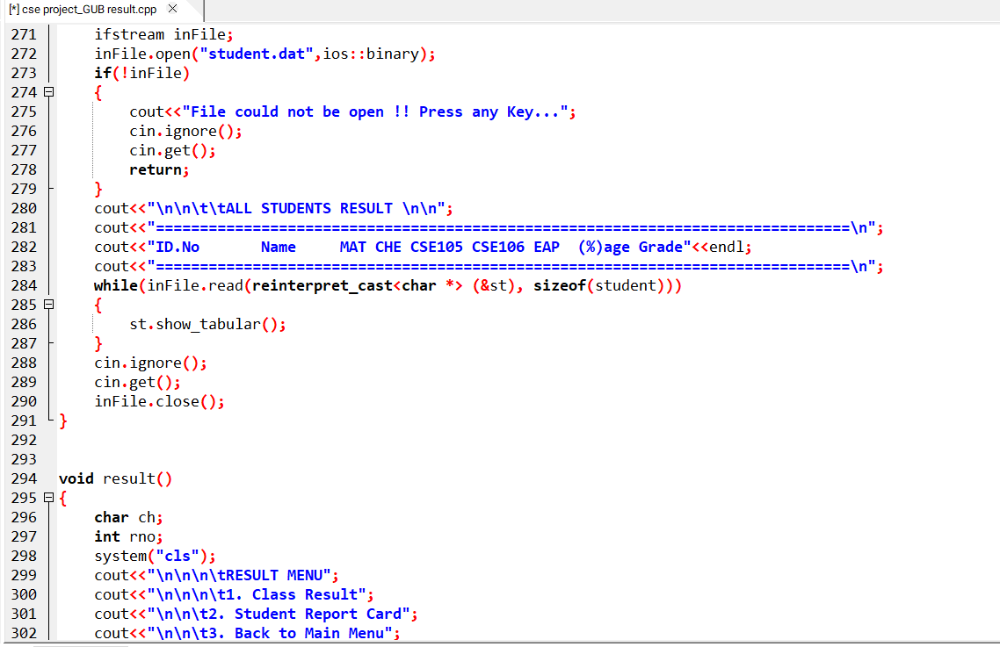 [*] cse project_GUB result.cpp ×
271 ifstream inFile;
272 inFile.open("student.dat",ios::binary);
273 if(!inFile)
274 {
275 cout<<"File could not be open !! Press any Key...";
276 cin.ignore();
277 cin.get();
278 return;
279 }
280 cout<<"\n\n\t\tALL STUDENTS RESULT \n\n";
281 cout<<"===============================================================================\n";
282 cout<<"ID.No       Name     MAT CHE CSE105 CSE106 EAP  (%)age Grade"<<endl;
283 cout<<"===============================================================================\n";
284 while(inFile.read(reinterpret_cast<char *> (&st), sizeof(student)))
285 {
286 st.show_tabular();
287 }
288 cin.ignore();
289 cin.get();
290 inFile.close();
291 }
292
293
294 void result()
295 {
296 char ch;
297 int rno;
298 system("cls");
299 cout<<"\n\n\n\tRESULT MENU";
300 cout<<"\n\n\n\t1. Class Result";
301 cout<<"\n\n\t2. Student Report Card";
302 cout<<"\n\n\t3. Back to Main Menu";